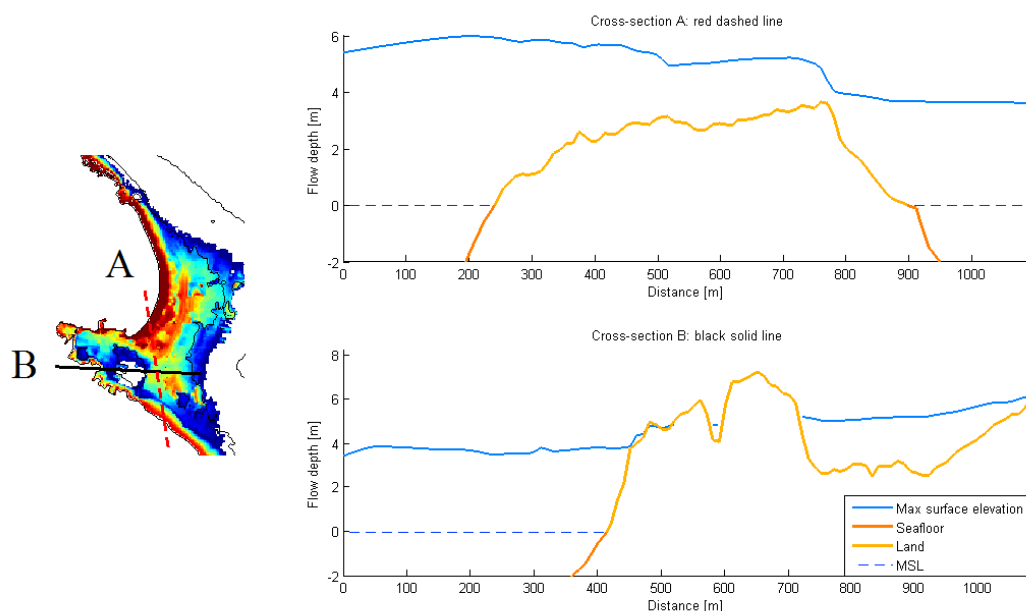 A
B
Cross-section A: red dashed line
Flow depth [m]
6
4
2
0
-2
0 100 200 300 400 500 600 700 800 900 1000
Distance [m]
Cross-section B: black solid line
Flow depth [m]
8
6
4
2
0
-2
0 100 200 300 400 500 600 700 800 900 1000
Distance [m]
Max surface elevation
Seafloor
Land
MSL